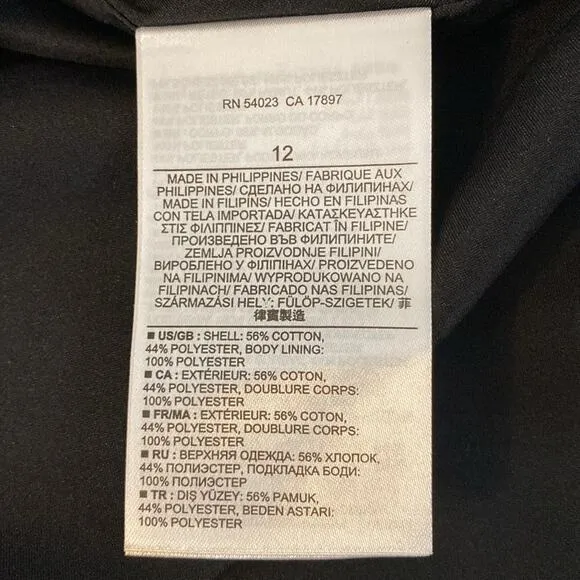 RN 54023 CA 17897
12
MADE IN PHILIPPINES/ FABRIQUE AUX
PHILIPPINES/ СДЕЛАНО НА ФИЛИПИНАХ/
MADE IN FILIPINS/ HECHO EN FILIPINAS
CON TELA IMPORTADA/ ΚΑΤΑΣΚΕΥΑΣΤΗΚΕ
ΣΤΙΣ ΦΙΛΙΠΠΙΝΕΣ/ FABRICAT ÎN FILIPINE/
ПРОИЗВЕДЕНО ВЪВ ФИЛИПИНИТЕ/
ZEMLJA PROIZVODNJE FILIPINI/
ВИРОБЛЕНО У ФІЛІПІНАХ/ PROIZVEDENO
NA FILIPINIMA/ WYPRODUKOWANO NA
FILIPINACH/ FABRICADO NAS FILIPINAS/
SZÁRMAZÁSI HELY: FÜLÖP-SZIGETEK/ 菲
律賓製造
■ US/GB : SHELL: 56% COTTON,
44% POLYESTER, BODY LINING:
100% POLYESTER
■ CA : EXTÉRIEUR: 56% COTON,
44% POLYESTER, DOUBLURE CORPS:
100% POLYESTER
■ FR/MA : EXTÉRIEUR: 56% COTON,
44% POLYESTER, DOUBLURE CORPS:
100% POLYESTER
■ RU : ВЕРХНЯЯ ОДЕЖДА: 56% ХЛОПОК,
44% ПОЛИЭСТЕР, ПОДКЛАДКА БОДИ:
100% ПОЛИЭСТЕР
■ TR : DIŞ YÜZEY: 56% PAMUK,
44% POLYESTER, BEDEN ASTARI:
100% POLYESTER